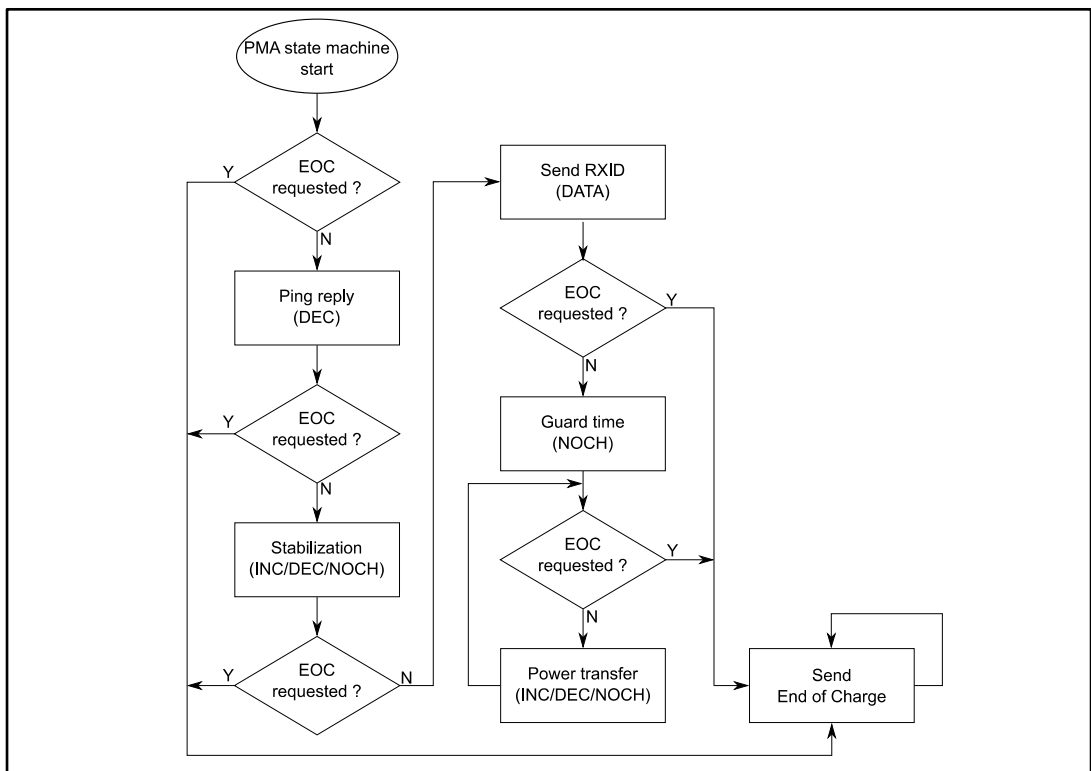 PMA state machine
start
EOC
requested ?
Y
N
Ping reply
(DEC)
EOC
requested ?
Y
N
Stabilization
(INC/DEC/NOCH)
EOC
requested ?
Y
N
Send RXID
(DATA)
EOC
requested ?
Y
N
Guard time
(NOCH)
EOC
requested ?
Y
N
Power transfer
(INC/DEC/NOCH)
Send
End of Charge